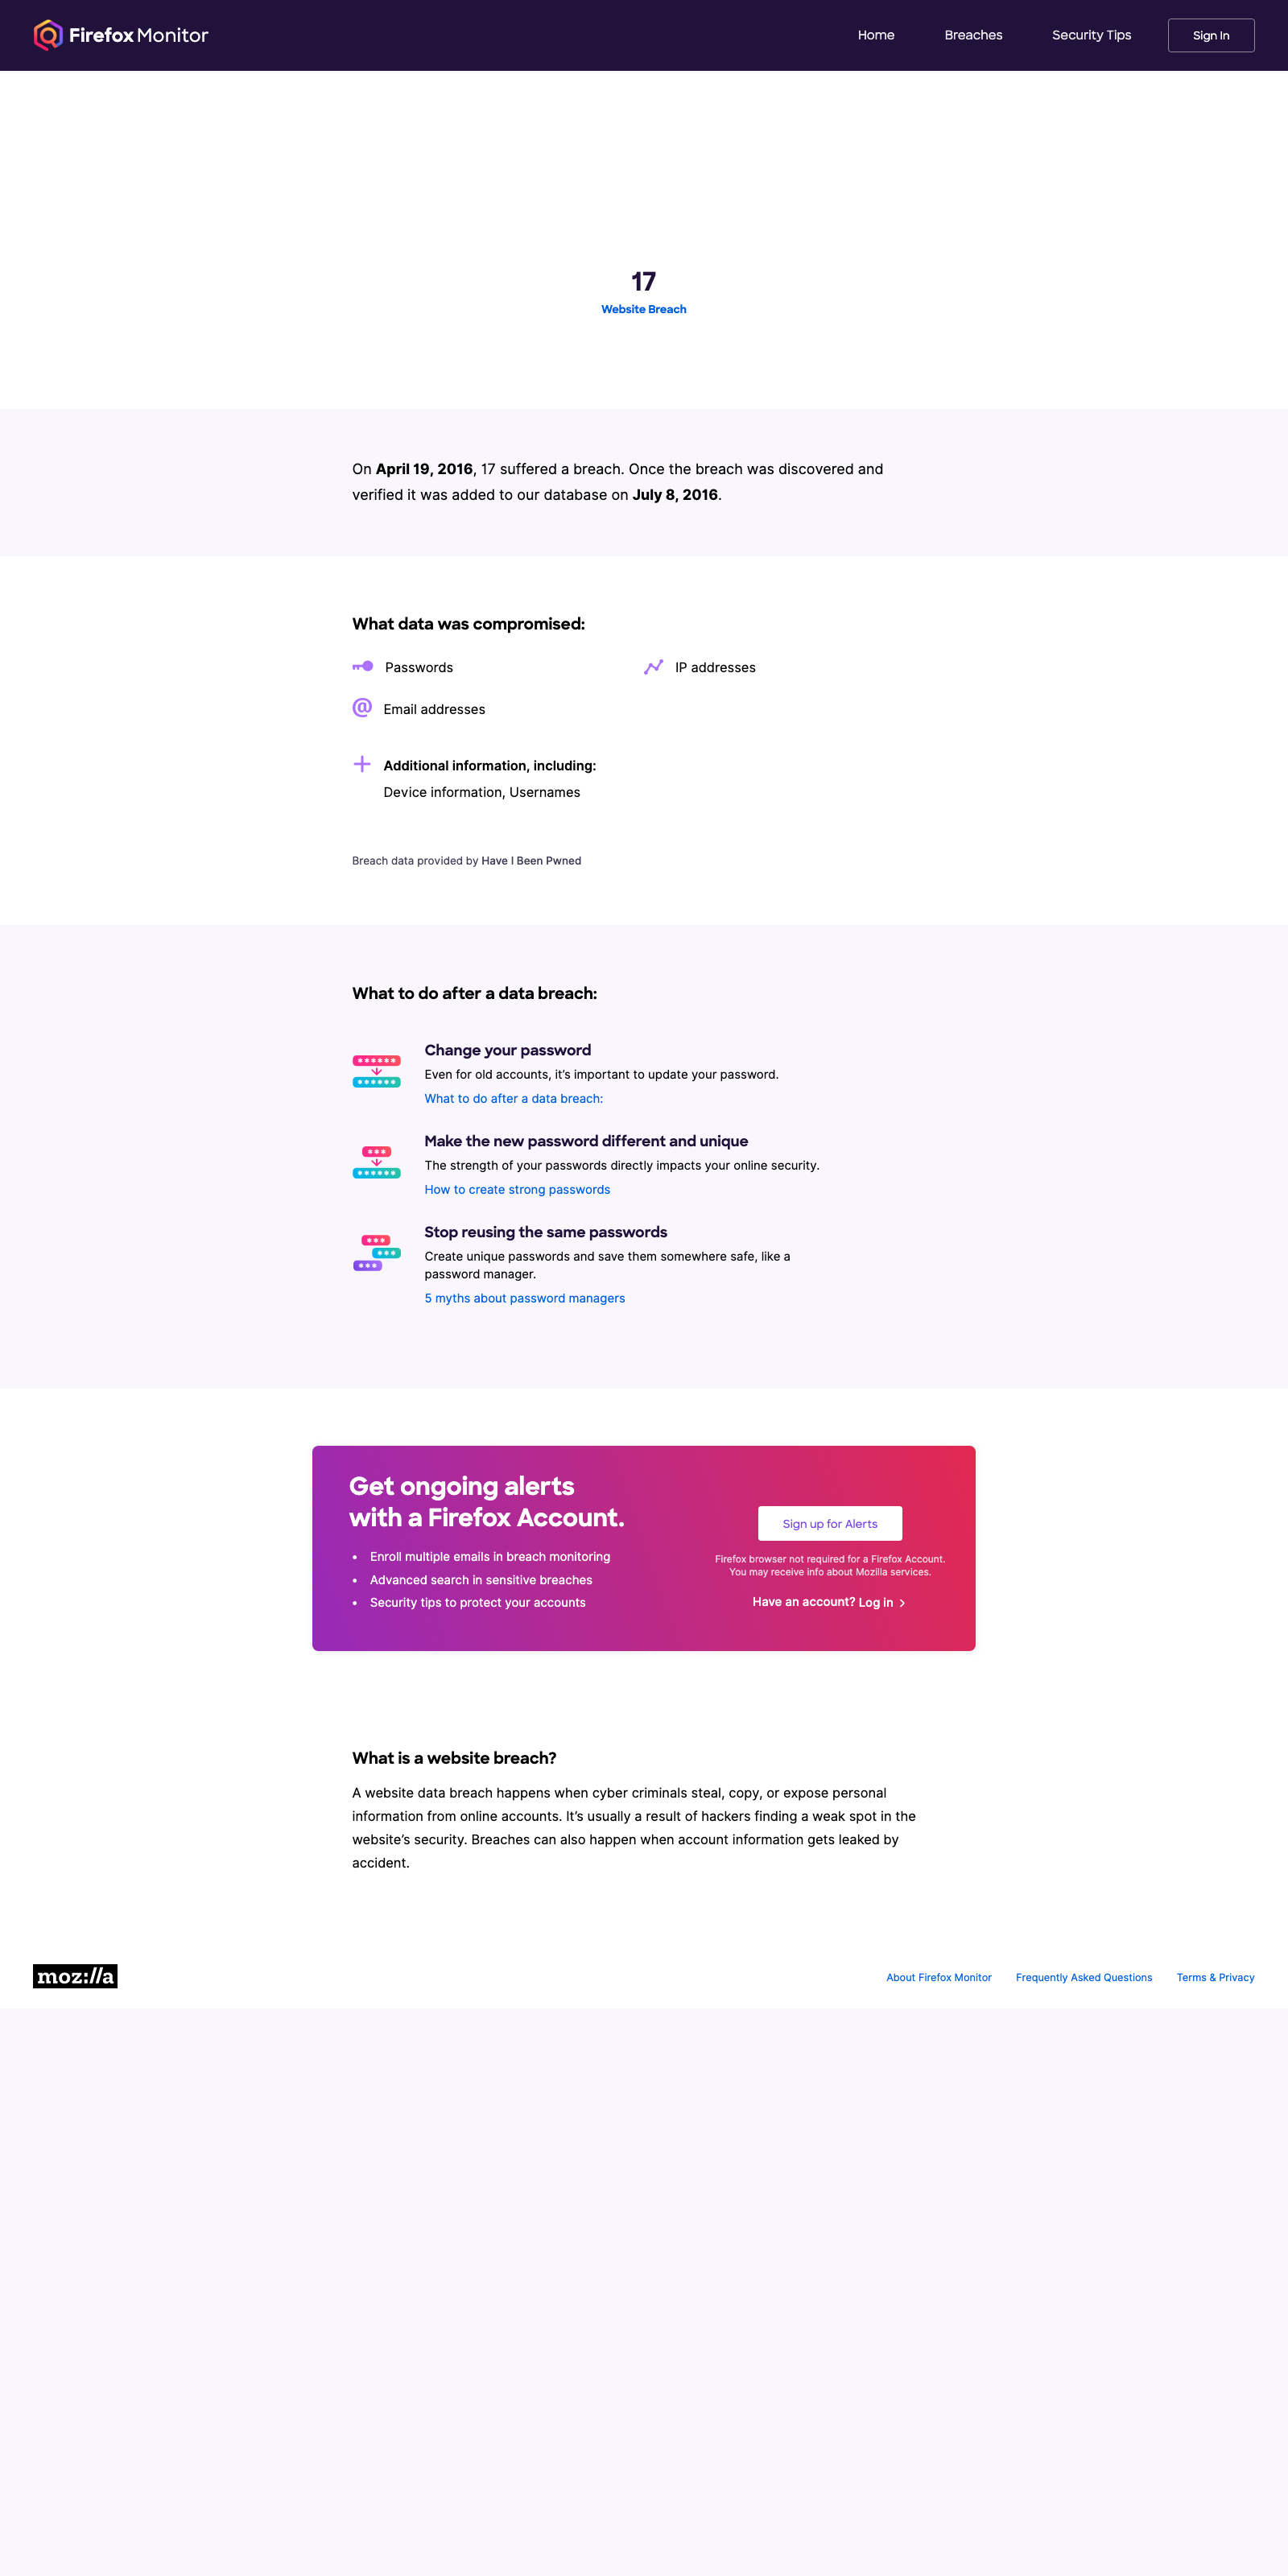 Firefox Monitor
Home
Breaches
Security Tips
Sign In
17
Website Breach
On April 19, 2016, 17 suffered a breach. Once the breach was discovered and
verified it was added to our database on July 8, 2016.
What data was compromised:
Passwords
IP addresses
Email addresses
Additional information, including:
Device information, Usernames
Breach data provided by Have I Been Pwned
What to do after a data breach:
Change your password
Even for old accounts, it’s important to update your password.
What to do after a data breach:
Make the new password different and unique
The strength of your passwords directly impacts your online security.
How to create strong passwords
Stop reusing the same passwords
Create unique passwords and save them somewhere safe, like a
password manager.
5 myths about password managers
Get ongoing alerts
with a Firefox Account.
• Enroll multiple emails in breach monitoring
• Advanced search in sensitive breaches
• Security tips to protect your accounts
Sign up for Alerts
Firefox browser not required for a Firefox Account.
You may receive info about Mozilla services.
Have an account? Log in
What is a website breach?
A website data breach happens when cyber criminals steal, copy, or expose personal
information from online accounts. It’s usually a result of hackers finding a weak spot in the
website’s security. Breaches can also happen when account information gets leaked by
accident.
moz://a
About Firefox Monitor
Frequently Asked Questions
Terms & Privacy